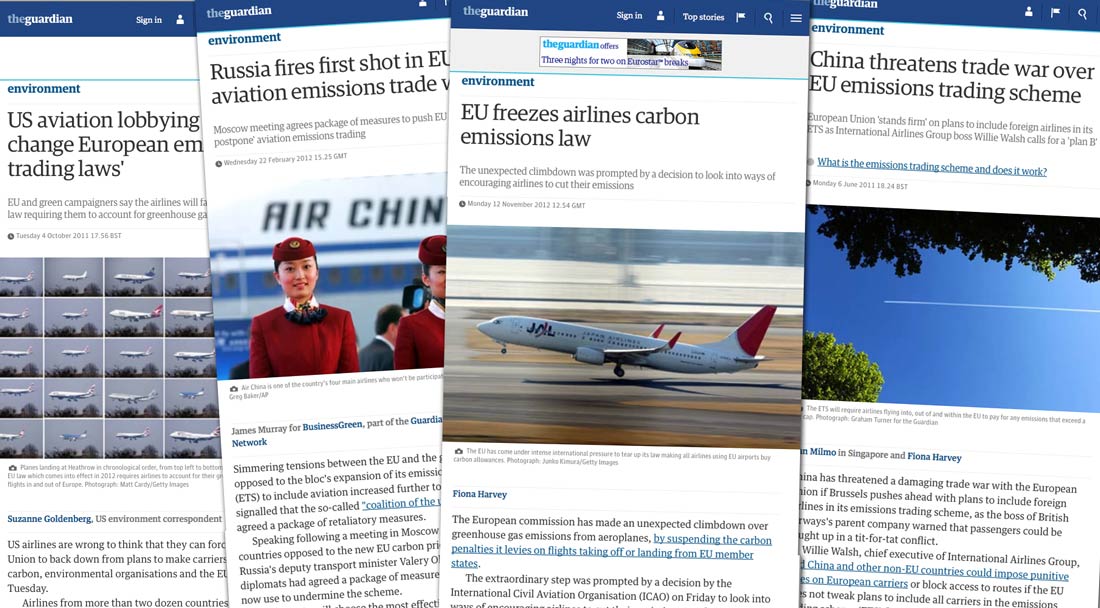 theguardian
Sign in
environment
US aviation lobbying
change European em
trading laws'
EU and green campaigners say the airlines will fa
law requiring them to account for greenhouse ga
Tuesday 4 October 2011 17.56 BST
Planes landing at Heathrow in chronological order, from top left to bottom
EU law which comes into effect in 2012 requires airlines to account for their gr
flights in and out of Europe. Photograph: Matt Cardy/Getty Images
Suzanne Goldenberg, US environment correspondent
US airlines are wrong to think that they can forc
Union to back down from plans to make carriers
carbon, environmental organisations and the EU
Tuesday.
Airlines from more than two dozen countries
theguardian
environment
Russia fires first shot in EU
aviation emissions trade w
Moscow meeting agrees package of measures to push EU
postpone' aviation emissions trading
Wednesday 22 February 2012 15.25 GMT
AIR CHIN
Air China is one of the country's four main airlines who won't be participat
Greg Baker/AP
James Murray for BusinessGreen, part of the Guardia
Network
Simmering tensions between the EU and the g
opposed to the bloc's expansion of its emissio
(ETS) to include aviation increased further to
signalled that the so-called "coalition of the u
agreed a package of retaliatory measures.
Speaking following a meeting in Moscow
countries opposed to the new EU carbon pri
Russia's deputy transport minister Valery O
diplomats had agreed a package of measure
now use to undermine the scheme.
theguardian
Sign in
Top stories
theguardian offers
Three nights for two on Eurostar™ breaks
environment
EU freezes airlines carbon
emissions law
The unexpected climbdown was prompted by a decision to look into ways of
encouraging airlines to cut their emissions
Monday 12 November 2012 12.54 GMT
JAL JAPAN AIRLINES
The EU has come under intense international pressure to tear up its law making all airlines using EU airports buy
carbon allowances. Photograph: Junko Kimura/Getty Images
Fiona Harvey
The European commission has made an unexpected climbdown over
greenhouse gas emissions from aeroplanes, by suspending the carbon
penalties it levies on flights taking off or landing from EU member
states.
The extraordinary step was prompted by a decision by the
International Civil Aviation Organisation (ICAO) on Friday to look into
theguardian
environment
China threatens trade war over
EU emissions trading scheme
European Union 'stands firm' on plans to include foreign airlines in its
ETS as International Airlines Group boss Willie Walsh calls for a 'plan B'
What is the emissions trading scheme and does it work?
Monday 6 June 2011 18.24 BST
The ETS will require airlines flying into, out of and within the EU to pay for any emissions that exceed a
cap. Photograph: Graham Turner for the Guardian
n Milmo in Singapore and Fiona Harvey
hina has threatened a damaging trade war with the European
nion if Brussels pushes ahead with plans to include foreign
rlines in its emissions trading scheme, as the boss of British
rways's parent company warned that passengers could be
ught up in a tit-for-tat conflict.
Willie Walsh, chief executive of International Airlines Group,
d China and other non-EU countries could impose punitive
es on European carriers or block access to routes if the EU
es not tweak plans to include all carriers in the emissions